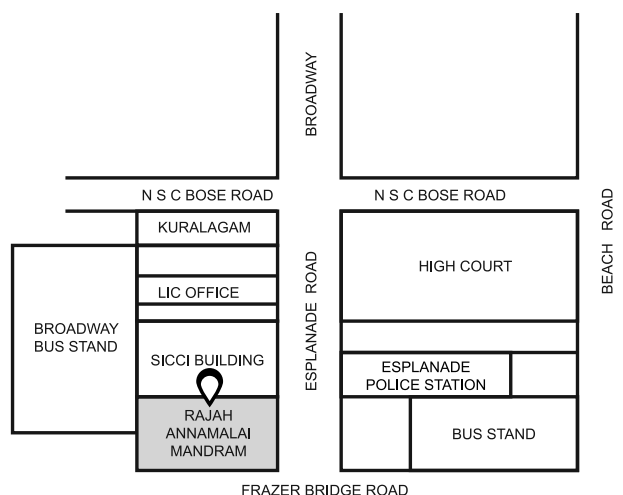 BROADWAY
N S C BOSE ROAD
N S C BOSE ROAD
BEACH ROAD
KURALAGAM
HIGH COURT
LIC OFFICE
ESPLANADE ROAD
BROADWAY
BUS STAND
SICCI BUILDING
ESPLANADE
POLICE STATION
RAJAH
ANNAMALAI
MANDRAM
BUS STAND
FRAZER BRIDGE ROAD